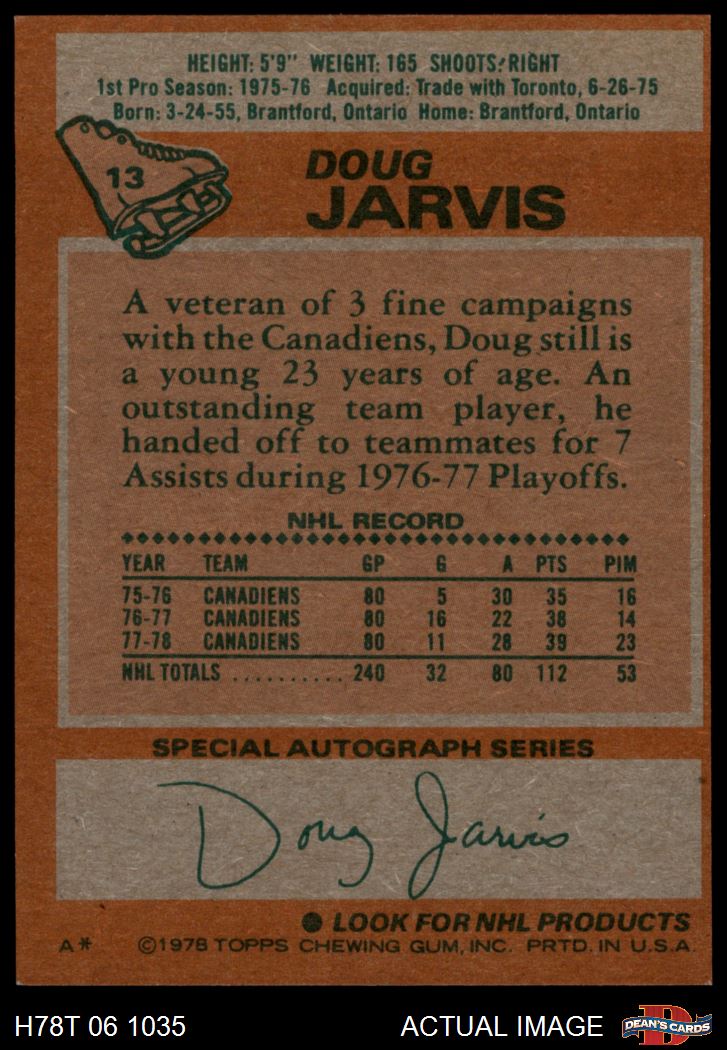 HEIGHT: 5'9" WEIGHT: 165 SHOOTS: RIGHT
1st Pro Season: 1975-76 Acquired: Trade with Toronto, 6-26-75
Born: 3-24-55, Brantford, Ontario Home: Brantford, Ontario
13
DOUG
JARVIS
A veteran of 3 fine campaigns
with the Canadiens, Doug still is
a young 23 years of age. An
outstanding team player, he
handed off to teammates for 7
Assists during 1976-77 Playoffs.
NHL RECORD
YEAR TEAM GP G A PTS PIM
75-76 CANADIENS 80 5 30 35 16
76-77 CANADIENS 80 16 22 38 14
77-78 CANADIENS 80 11 28 39 23
NHL TOTALS .......... 240 32 80 112 53
SPECIAL AUTOGRAPH SERIES
Doug Jarvis
● LOOK FOR NHL PRODUCTS
A* ©1978 TOPPS CHEWING GUM, INC. PRTD. IN U.S.A.
H78T 06 1035 ACTUAL IMAGE DEAN'S CARDS